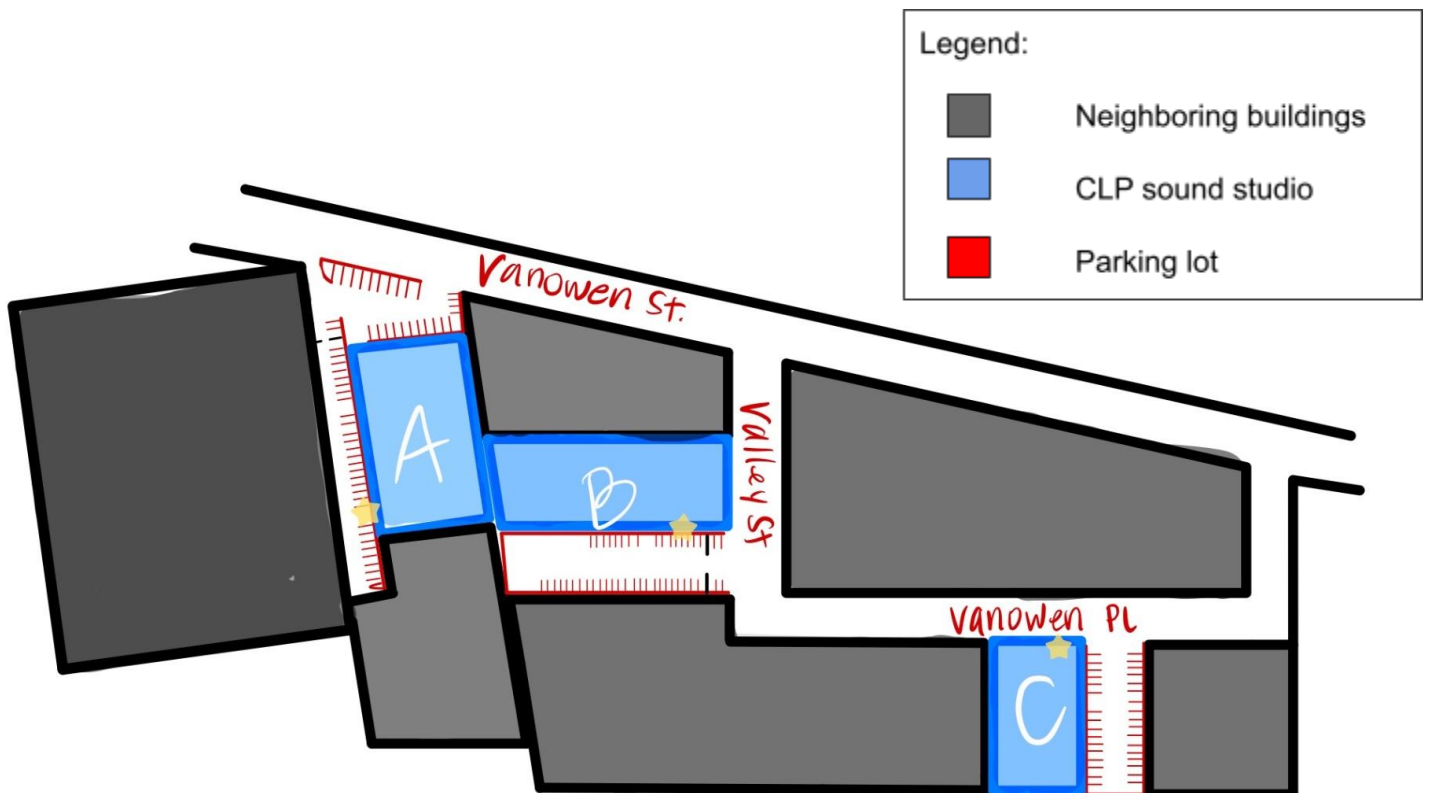 Legend:
Neighboring buildings
CLP sound studio
Parking lot
Vanowen St.
A
B
Valley St
Vanowen PL
C